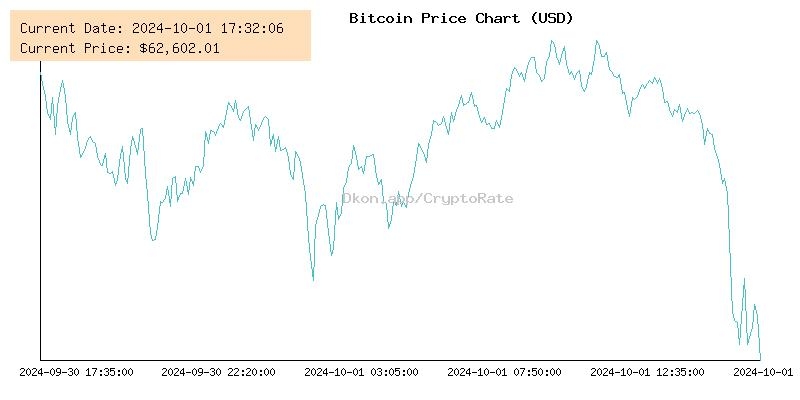 Bitcoin Price Chart (USD)
Current Date: 2024-10-01 17:32:06
Current Price: $62,602.01
Okon.app/CryptoRate
2024-09-30 17:35:00 2024-09-30 22:20:00 2024-10-01 03:05:00 2024-10-01 07:50:00 2024-10-01 12:35:00 2024-10-01